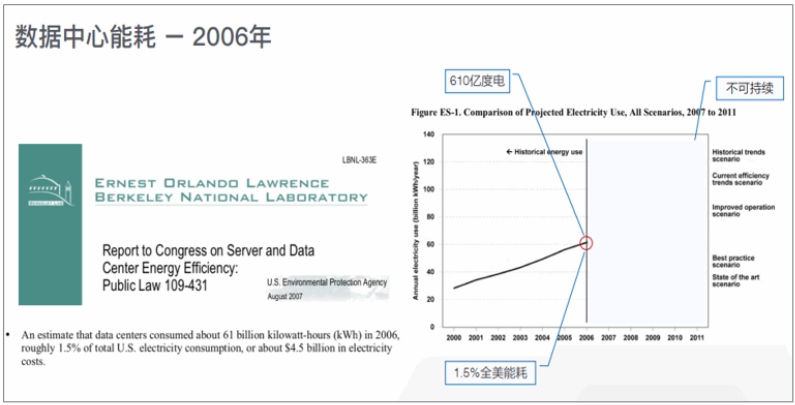 数据中心能耗 － 2006年
610亿度电
不可持续
Figure ES-1. Comparison of Projected Electricity Use, All Scenarios, 2007 to 2011
LBNL-363E
ERNEST ORLANDO LAWRENCE
BERKELEY NATIONAL LABORATORY
BERKELEY LAB
Report to Congress on Server and Data
Center Energy Efficiency:
Public Law 109-431
U.S. Environmental Protection Agency
August 2007
• An estimate that data centers consumed about 61 billion kilowatt-hours (kWh) in 2006,
roughly 1.5% of total U.S. electricity consumption, or about $4.5 billion in electricity
costs.
Annual electricity use (billion kWh/year)
140
120
100
80
60
40
20
0
← Historical energy use
Historical trends
scenario
Current efficiency
trends scenario
Improved operation
scenario
Best practice
scenario
State of the art
scenario
2000 2001 2002 2003 2004 2005 2006 2007 2008 2009 2010 2011
1.5%全美能耗